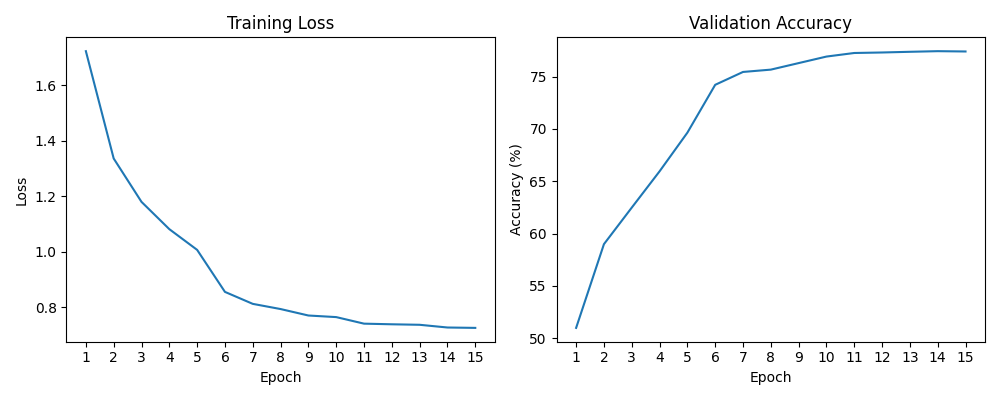 Training Loss
Loss
1.6
1.4
1.2
1.0
0.8
1 2 3 4 5 6 7 8 9 10 11 12 13 14 15
Epoch
Validation Accuracy
Accuracy (%)
75
70
65
60
55
50
1 2 3 4 5 6 7 8 9 10 11 12 13 14 15
Epoch